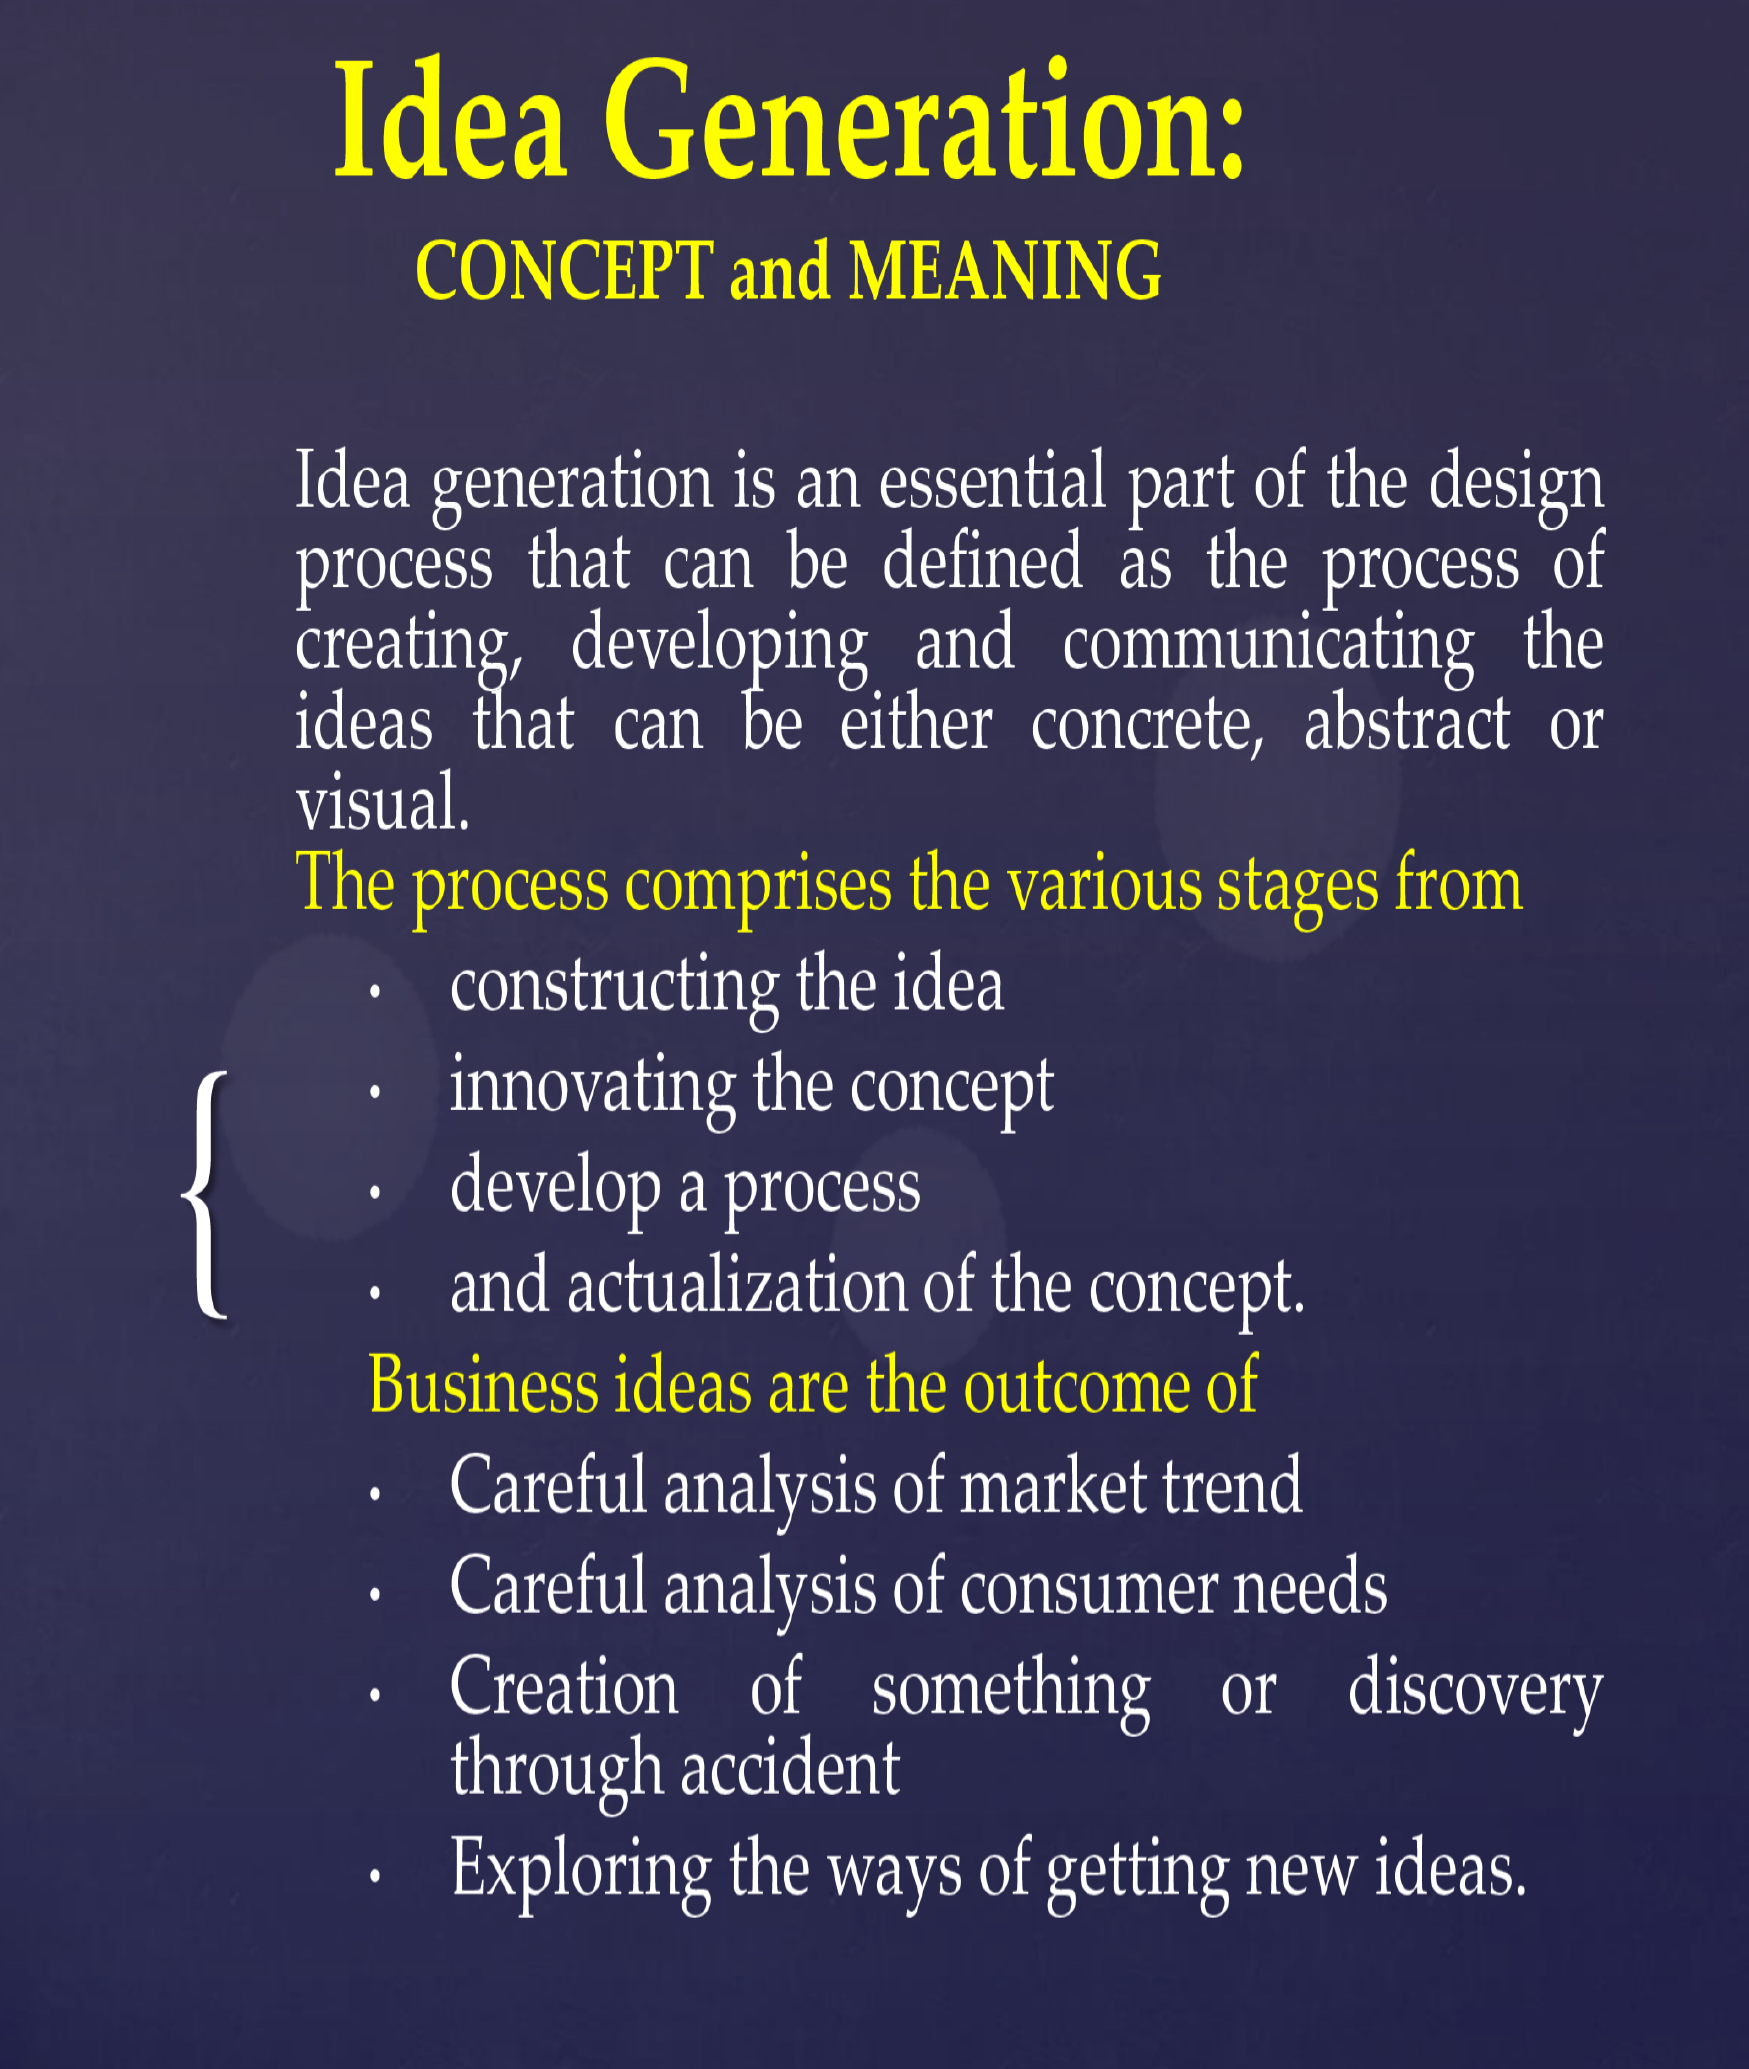 Idea Generation:
CONCEPT and MEANING
Idea generation is an essential part of the design
process that can be defined as the process of
creating, developing and communicating the
ideas that can be either concrete, abstract or
visual.
The process comprises the various stages from
• constructing the idea
• innovating the concept
• develop a process
• and actualization of the concept.
Business ideas are the outcome of
• Careful analysis of market trend
• Careful analysis of consumer needs
• Creation of something or discovery
through accident
• Exploring the ways of getting new ideas.